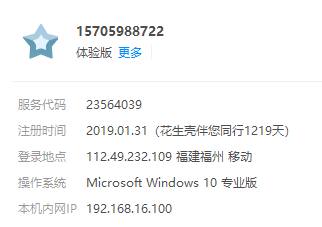 15705988722
体验版 更多
服务代码 23564039
注册时间 2019.01.31（花生壳伴您同行1219天）
登录地点 112.49.232.109 福建福州 移动
操作系统 Microsoft Windows 10 专业版
本机内网IP 192.168.16.100